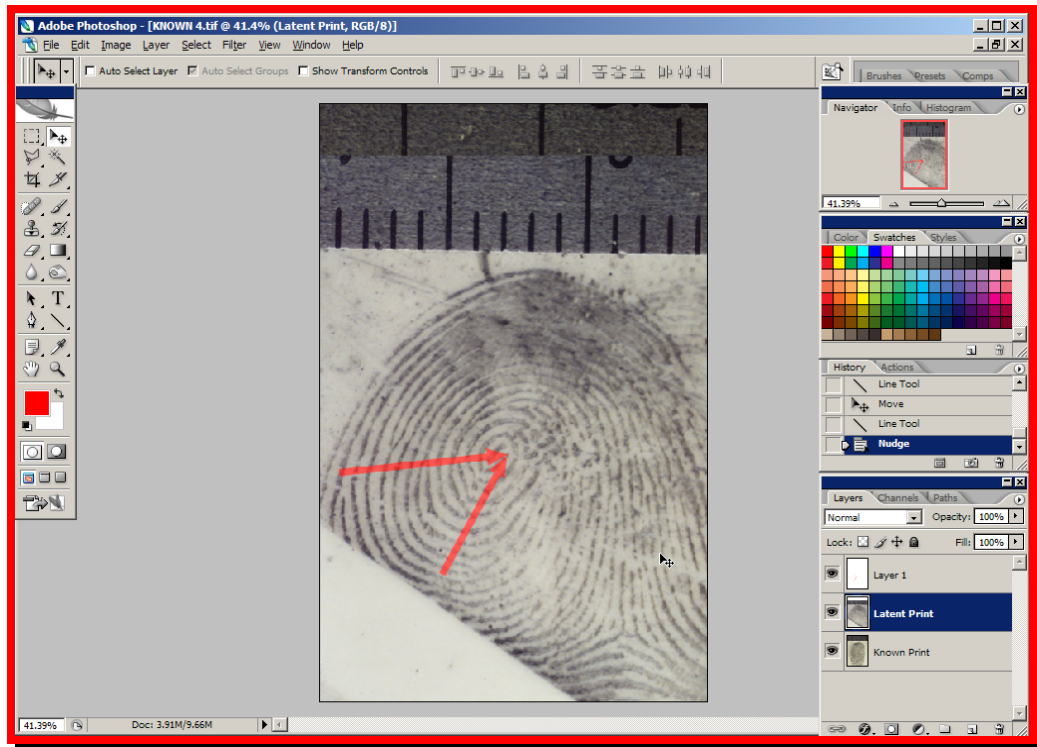 Adobe Photoshop - [KNOWN 4.tif @ 41.4% (Latent Print, RGB/8)]
File Edit Image Layer Select Filter View Window Help
Auto Select Layer Auto Select Groups Show Transform Controls
Brushes Presets Comps
Navigator Info Histogram
41.39%
Color Swatches Styles
History Actions
Line Tool
Move
Line Tool
Nudge
Layers Channels Paths
Normal Opacity: 100%
Lock: Fill: 100%
Layer 1
Latent Print
Known Print
41.39% Doc: 3.91M/9.66M